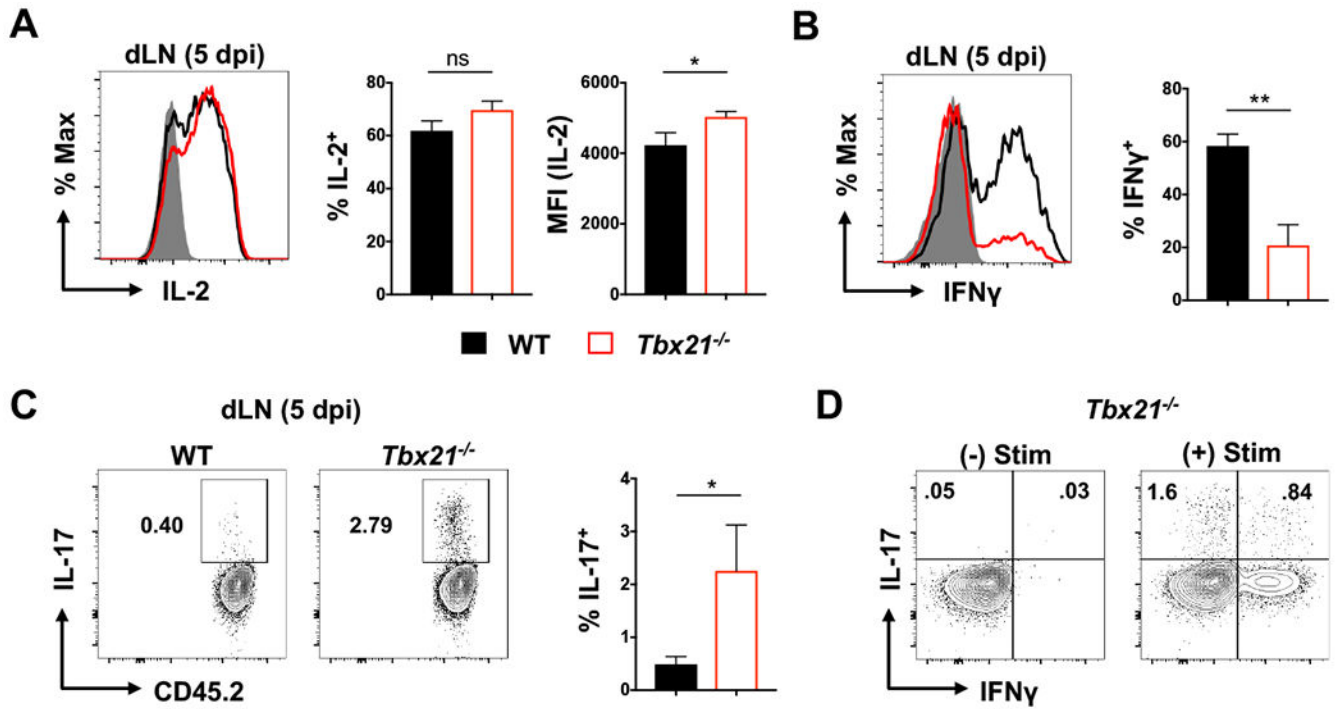 A
dLN (5 dpi)
% Max
IL-2
% IL-2+
80
60
40
20
0
ns
MFI (IL-2)
6000
4000
2000
0
*
B
dLN (5 dpi)
% Max
IFNγ
% IFNγ+
80
60
40
20
0
**
WT
Tbx21-/-
C
dLN (5 dpi)
WT
Tbx21-/-
IL-17
0.40
2.79
CD45.2
% IL-17+
4
3
2
1
0
*
D
Tbx21-/-
(-) Stim
(+) Stim
IL-17
.05
.03
1.6
.84
IFNγ